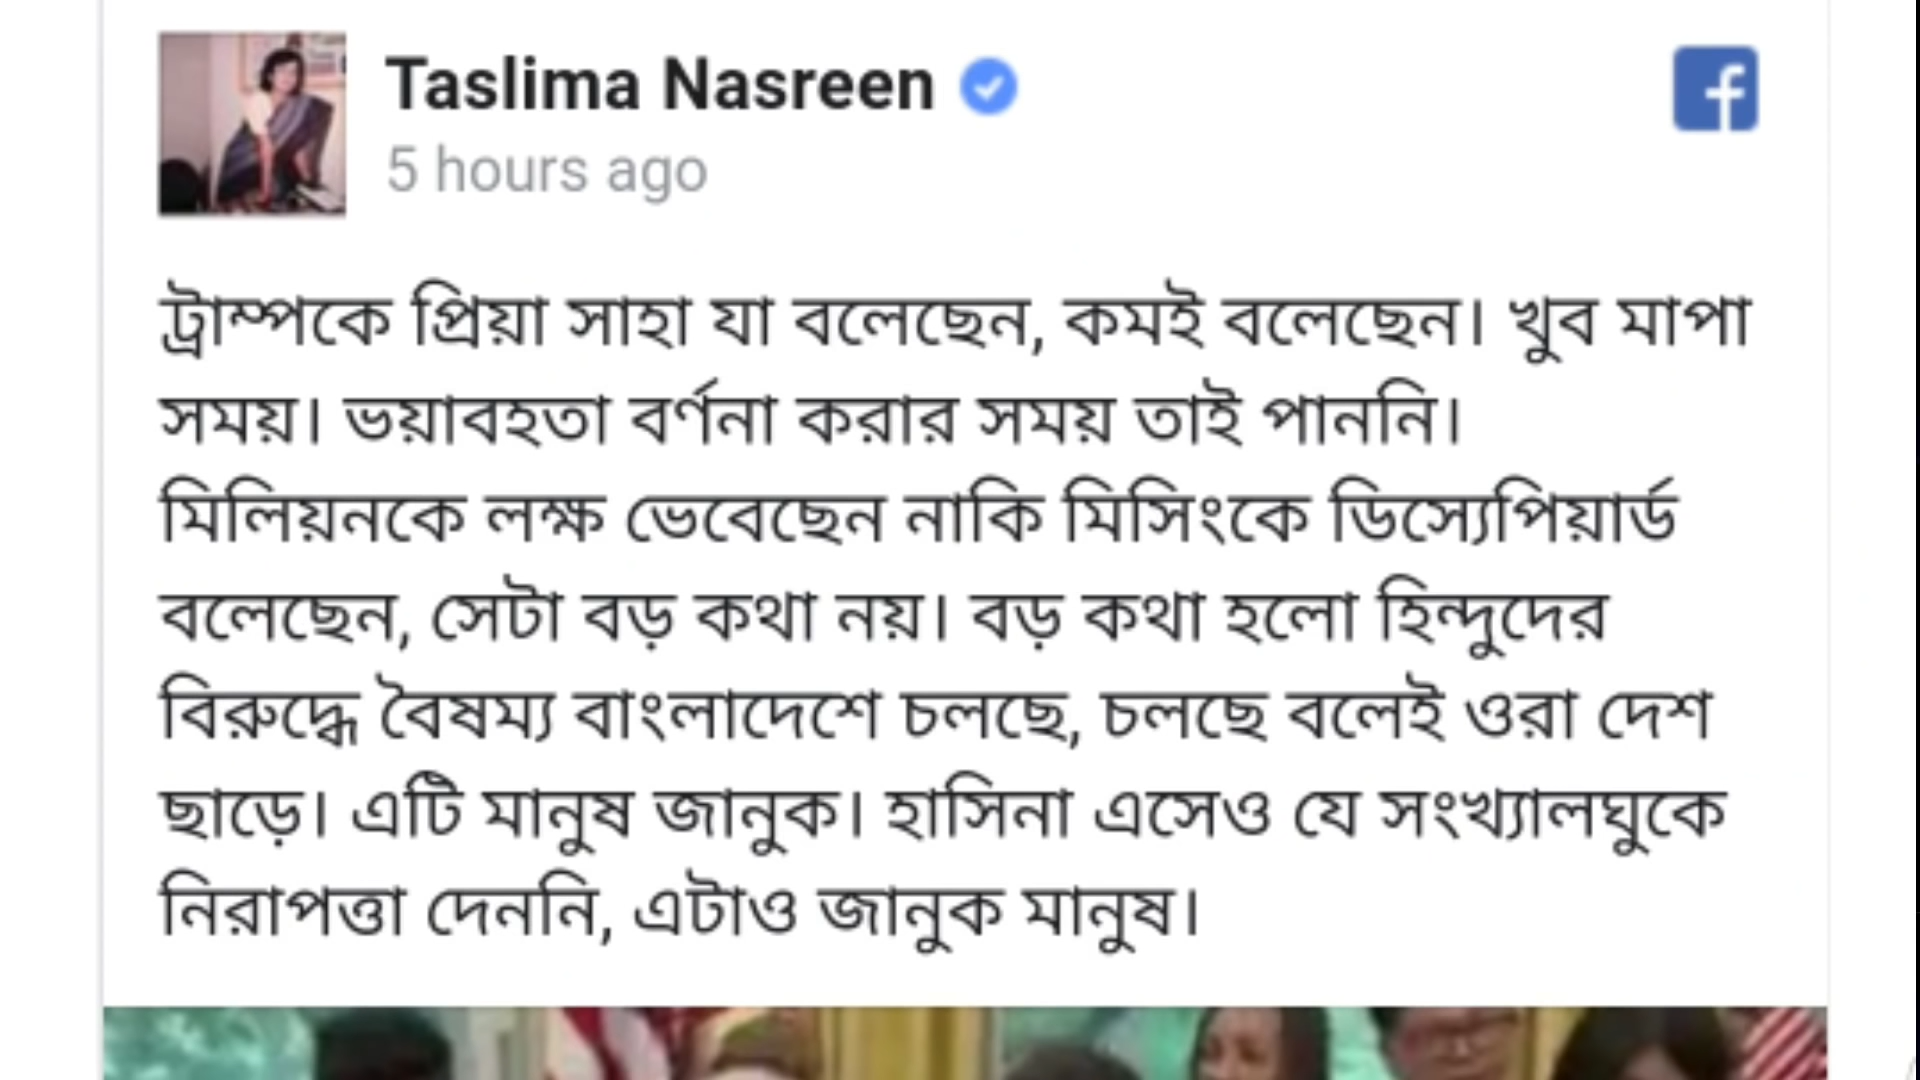 Taslima Nasreen
5 hours ago
ট্রাম্পকে প্রিয়া সাহা যা বলেছেন, কমই বলেছেন। খুব মাপা
সময়। ভয়াবহতা বর্ণনা করার সময় তাই পাননি।
মিলিয়নকে লক্ষ ভেবেছেন নাকি মিসিংকে ডিস্যেপিয়ার্ড
বলেছেন, সেটা বড় কথা নয়। বড় কথা হলো হিন্দুদের
বিরুদ্ধে বৈষম্য বাংলাদেশে চলছে, চলছে বলেই ওরা দেশ
ছাড়ে। এটি মানুষ জানুক। হাসিনা এসেও যে সংখ্যালঘুকে
নিরাপত্তা দেননি, এটাও জানুক মানুষ।